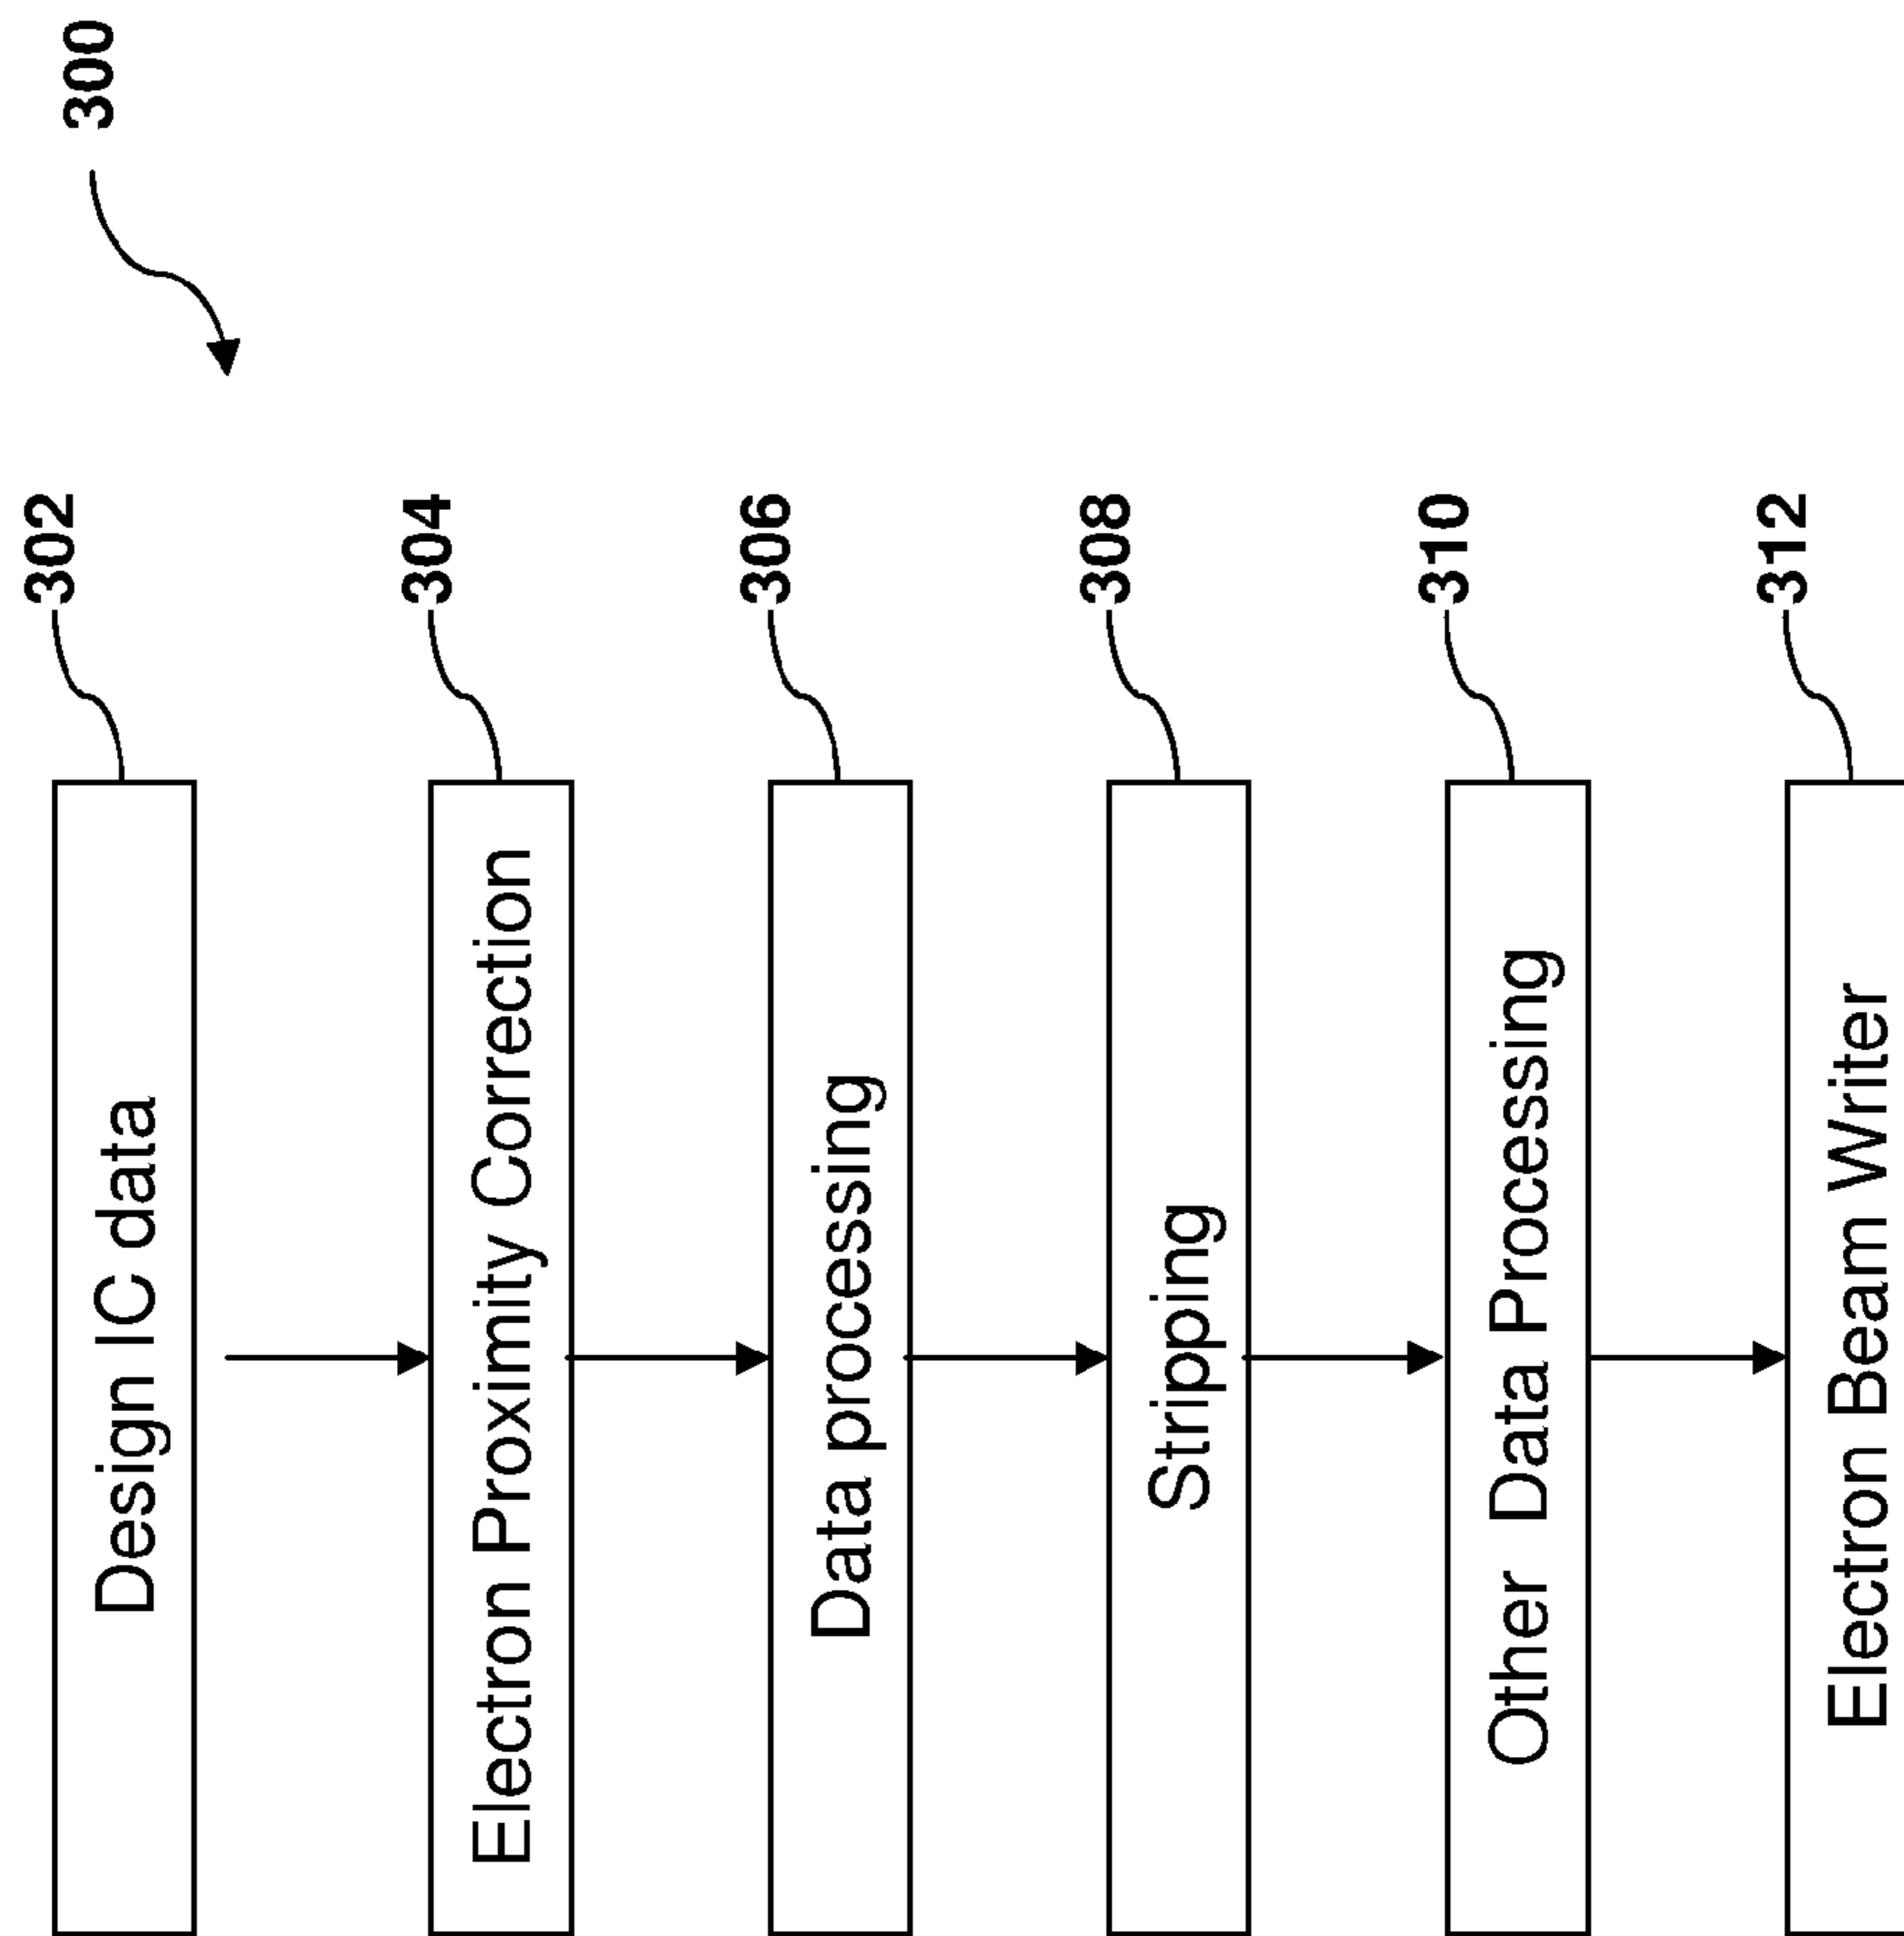 300
302
Design IC data
304
Electron Proximity Correction
306
Data processing
308
Stripping
310
Other Data Processing
312
Electron Beam Writer